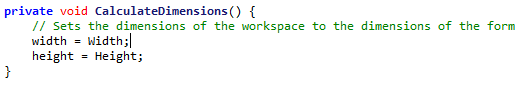 private void CalculateDimensions() {
    // Sets the dimensions of the workspace to the dimensions of the form
    width = Width;
    height = Height;
}